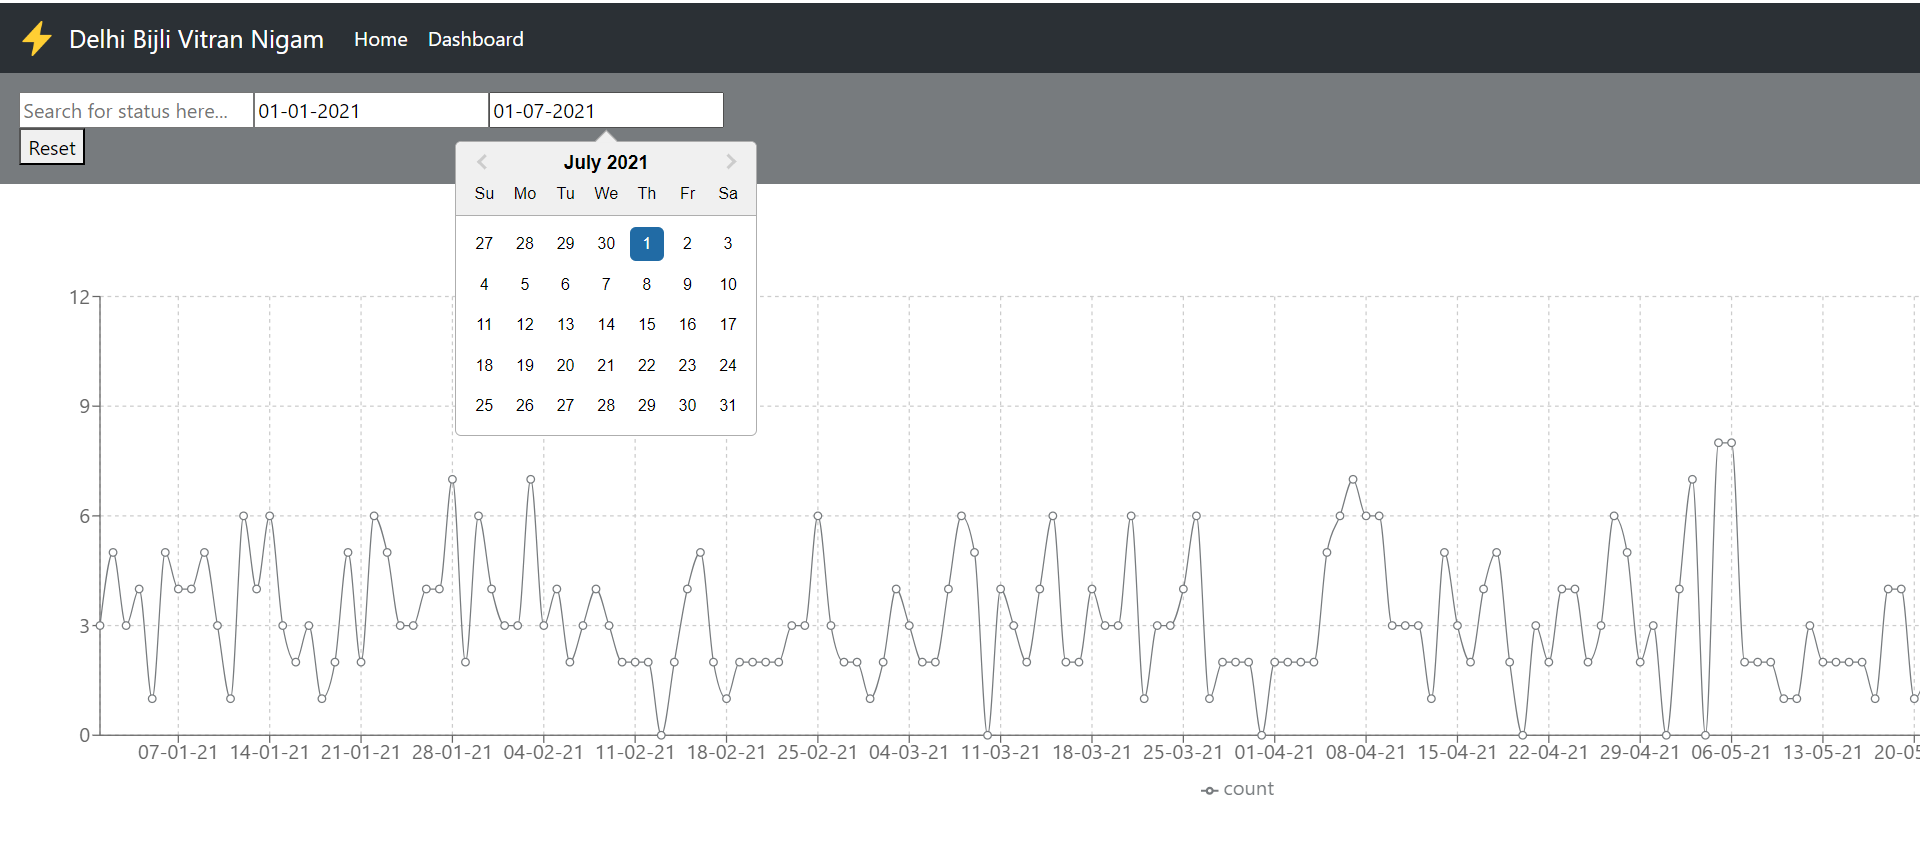 Delhi Bijli Vitran Nigam Home Dashboard
Search for status here... 01-01-2021 01-07-2021
Reset
July 2021
Su Mo Tu We Th Fr Sa
27 28 29 30 1 2 3
4 5 6 7 8 9 10
11 12 13 14 15 16 17
18 19 20 21 22 23 24
25 26 27 28 29 30 31
12
9
6
3
0
07-01-21 14-01-21 21-01-21 28-01-21 04-02-21 11-02-21 18-02-21 25-02-21 04-03-21 11-03-21 18-03-21 25-03-21 01-04-21 08-04-21 15-04-21 22-04-21 29-04-21 06-05-21 13-05-21
count